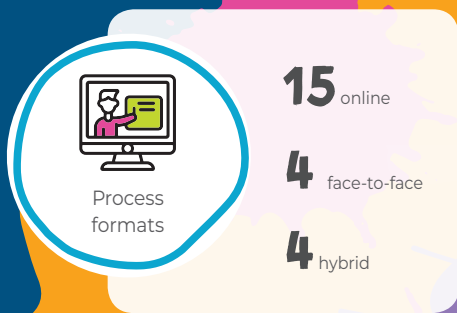 Process
formats
15 online
4 face-to-face
4 hybrid